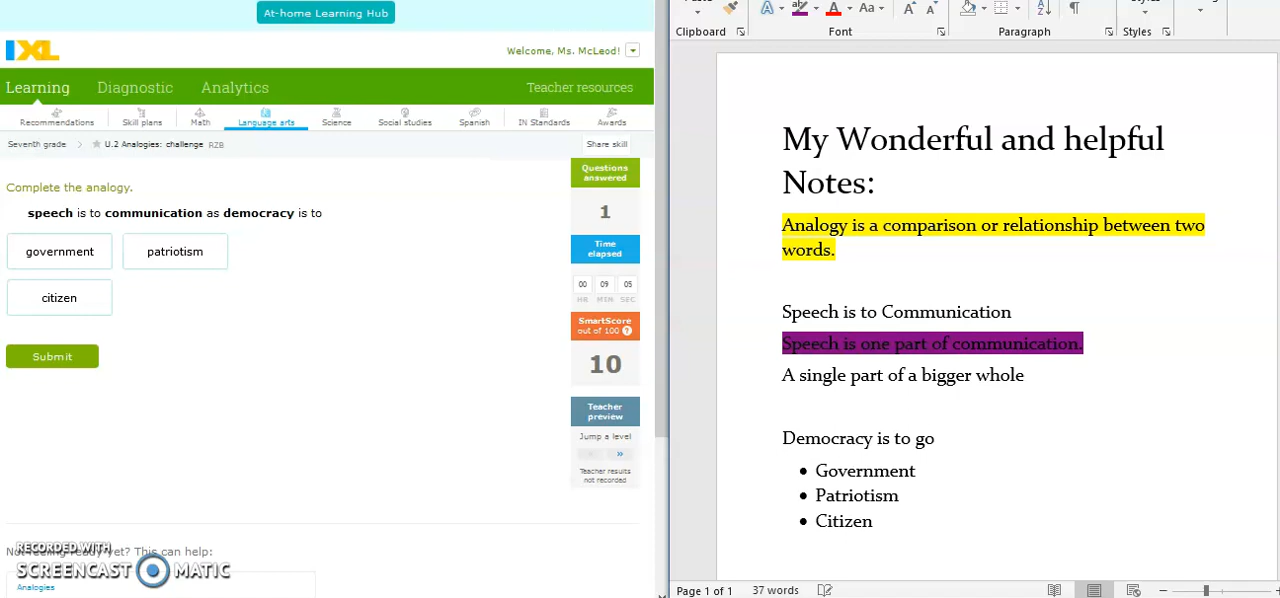 At-home Learning Hub
IXL
Welcome, Ms. McLeod!
Learning Diagnostic Analytics Teacher resources
Recommendations Skill plans Math Language arts Science Social studies Spanish IN Standards Awards
Seventh grade > U.2 Analogies: challenge RZB Share skill
Complete the analogy.
speech is to communication as democracy is to
government patriotism
citizen
Submit
Questions
answered
1
Time
elapsed
00 09 05
HR MIN SEC
SmartScore
out of 100 ?
10
Teacher
preview
Jump a level
Teacher results
not recorded
Not feeling ready yet? This can help:
Analogies
RECORDED WITH
SCREENCAST MATIC
Aa
Clipboard Font Paragraph Styles
My Wonderful and helpful
Notes:
Analogy is a comparison or relationship between two
words.
Speech is to Communication
Speech is one part of communication.
A single part of a bigger whole
Democracy is to go
• Government
• Patriotism
• Citizen
Page 1 of 1 37 words